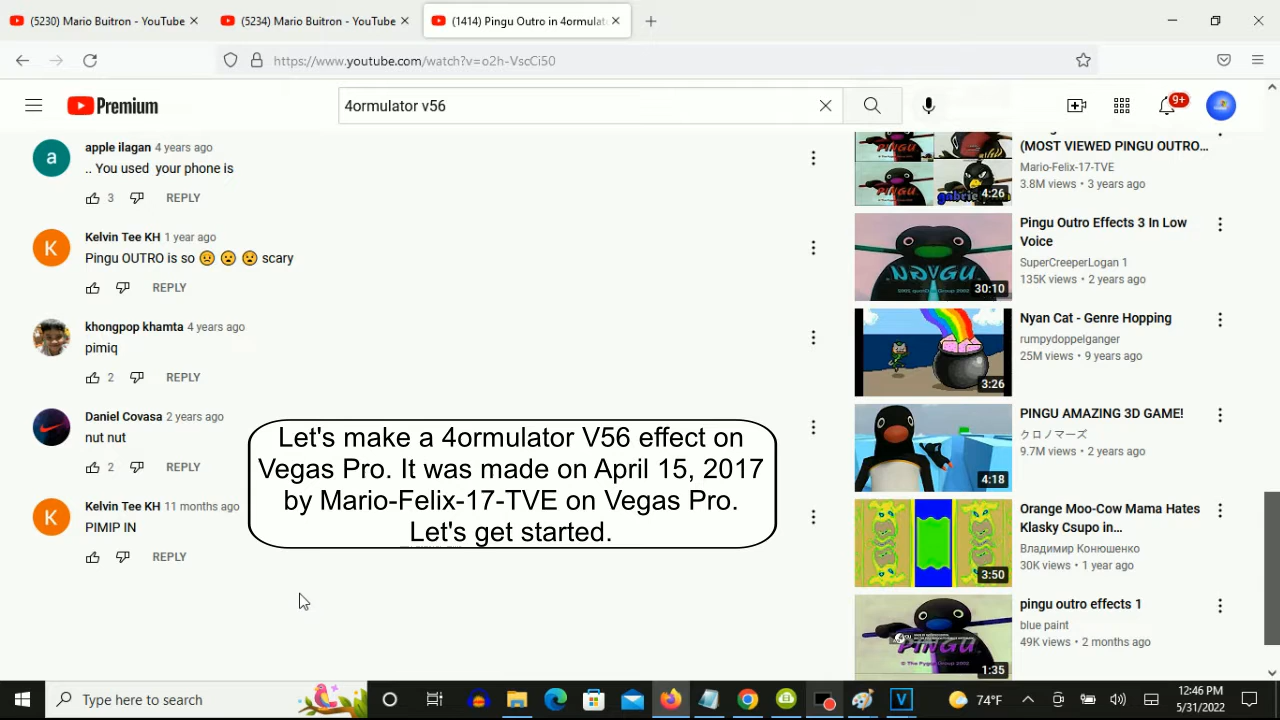 (5230) Mario Buitron - YouTube
(5234) Mario Buitron - YouTube
(1414) Pingu Outro in 4ormulat
https://www.youtube.com/watch?v=o2h-VscCi50
Premium
4ormulator v56
9+
apple ilagan 4 years ago
.. You used your phone is
3 REPLY
Kelvin Tee KH 1 year ago
Pingu OUTRO is so 😣 😦 😧 scary
REPLY
khongpop khamta 4 years ago
pimiq
2 REPLY
Daniel Covasa 2 years ago
nut nut
2 REPLY
Kelvin Tee KH 11 months ago
PIMIP IN
REPLY
Let's make a 4ormulator V56 effect on
Vegas Pro. It was made on April 15, 2017
by Mario-Felix-17-TVE on Vegas Pro.
Let's get started.
(MOST VIEWED PINGU OUTRO...
Mario-Felix-17-TVE
3.8M views • 3 years ago
4:26
Pingu Outro Effects 3 In Low
Voice
SuperCreeperLogan 1
135K views • 2 years ago
30:10
Nyan Cat - Genre Hopping
rumpydoppelganger
25M views • 9 years ago
3:26
PINGU AMAZING 3D GAME!
クロノマーズ
9.7M views • 2 years ago
4:18
Orange Moo-Cow Mama Hates
Klasky Csupo in...
Владимир Конюшенко
30K views • 1 year ago
3:50
pingu outro effects 1
blue paint
49K views • 2 months ago
PINGU
1:35
Type here to search
74°F
12:46 PM
5/31/2022